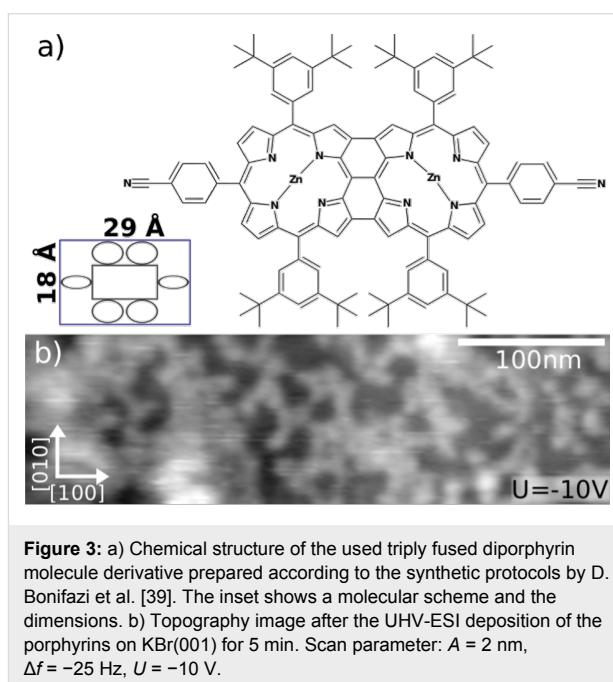 a)
N
N
N
N
N
Zn
Zn
N
N
N
N
N
29 Å
18 Å
b)
100nm
[010]
[100]
U=-10V
Figure 3: a) Chemical structure of the used triply fused diporphyrin
molecule derivative prepared according to the synthetic protocols by D.
Bonifazi et al. [39]. The inset shows a molecular scheme and the
dimensions. b) Topography image after the UHV-ESI deposition of the
porphyrins on KBr(001) for 5 min. Scan parameter: A = 2 nm,
Δf = −25 Hz, U = −10 V.